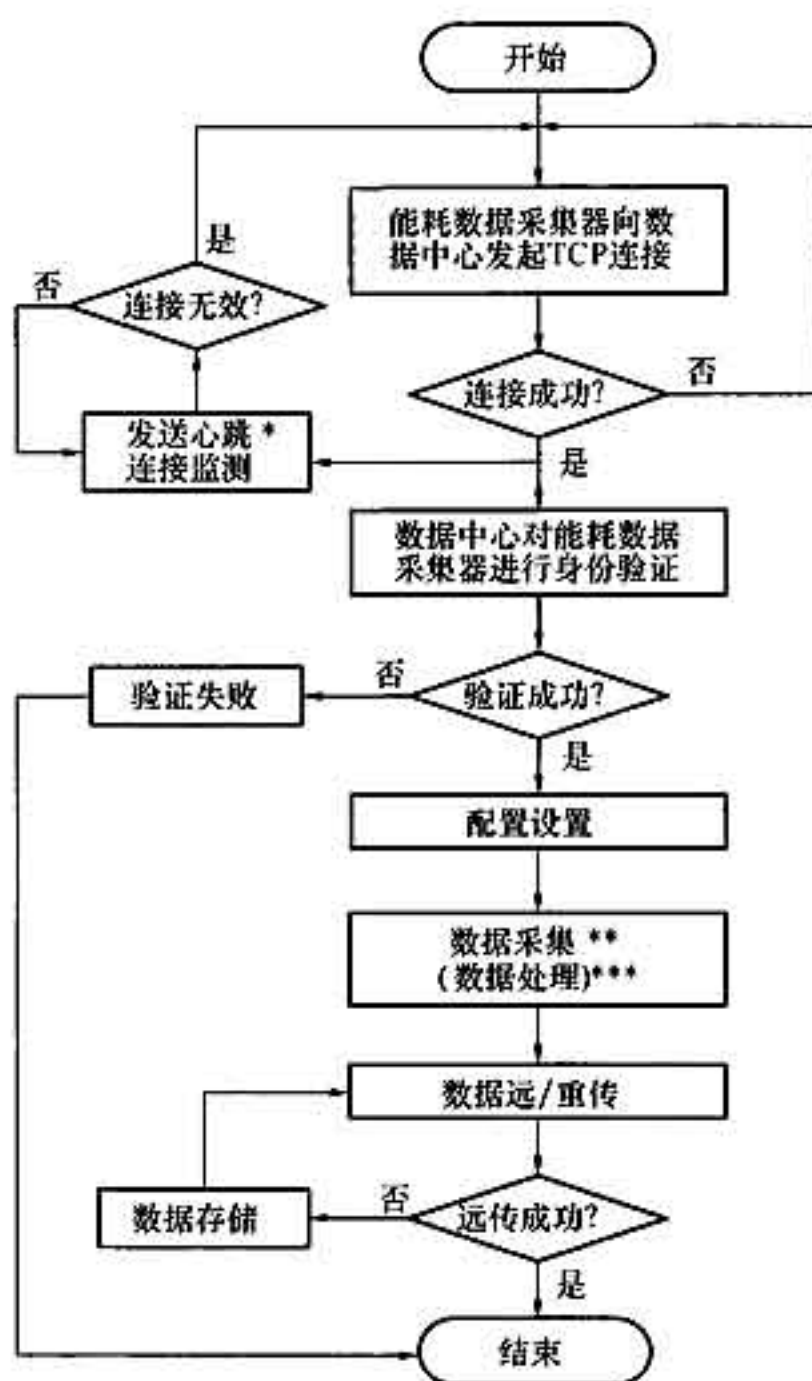 开始
能耗数据采集器向数
据中心发起TCP连接
是
否
连接无效?
连接成功?
否
发送心跳*
连接监测
是
数据中心对能耗数据
采集器进行身份验证
验证失败
否
验证成功?
是
配置设置
数据采集**
(数据处理)***
数据远/重传
数据存储
否
远传成功?
是
结束